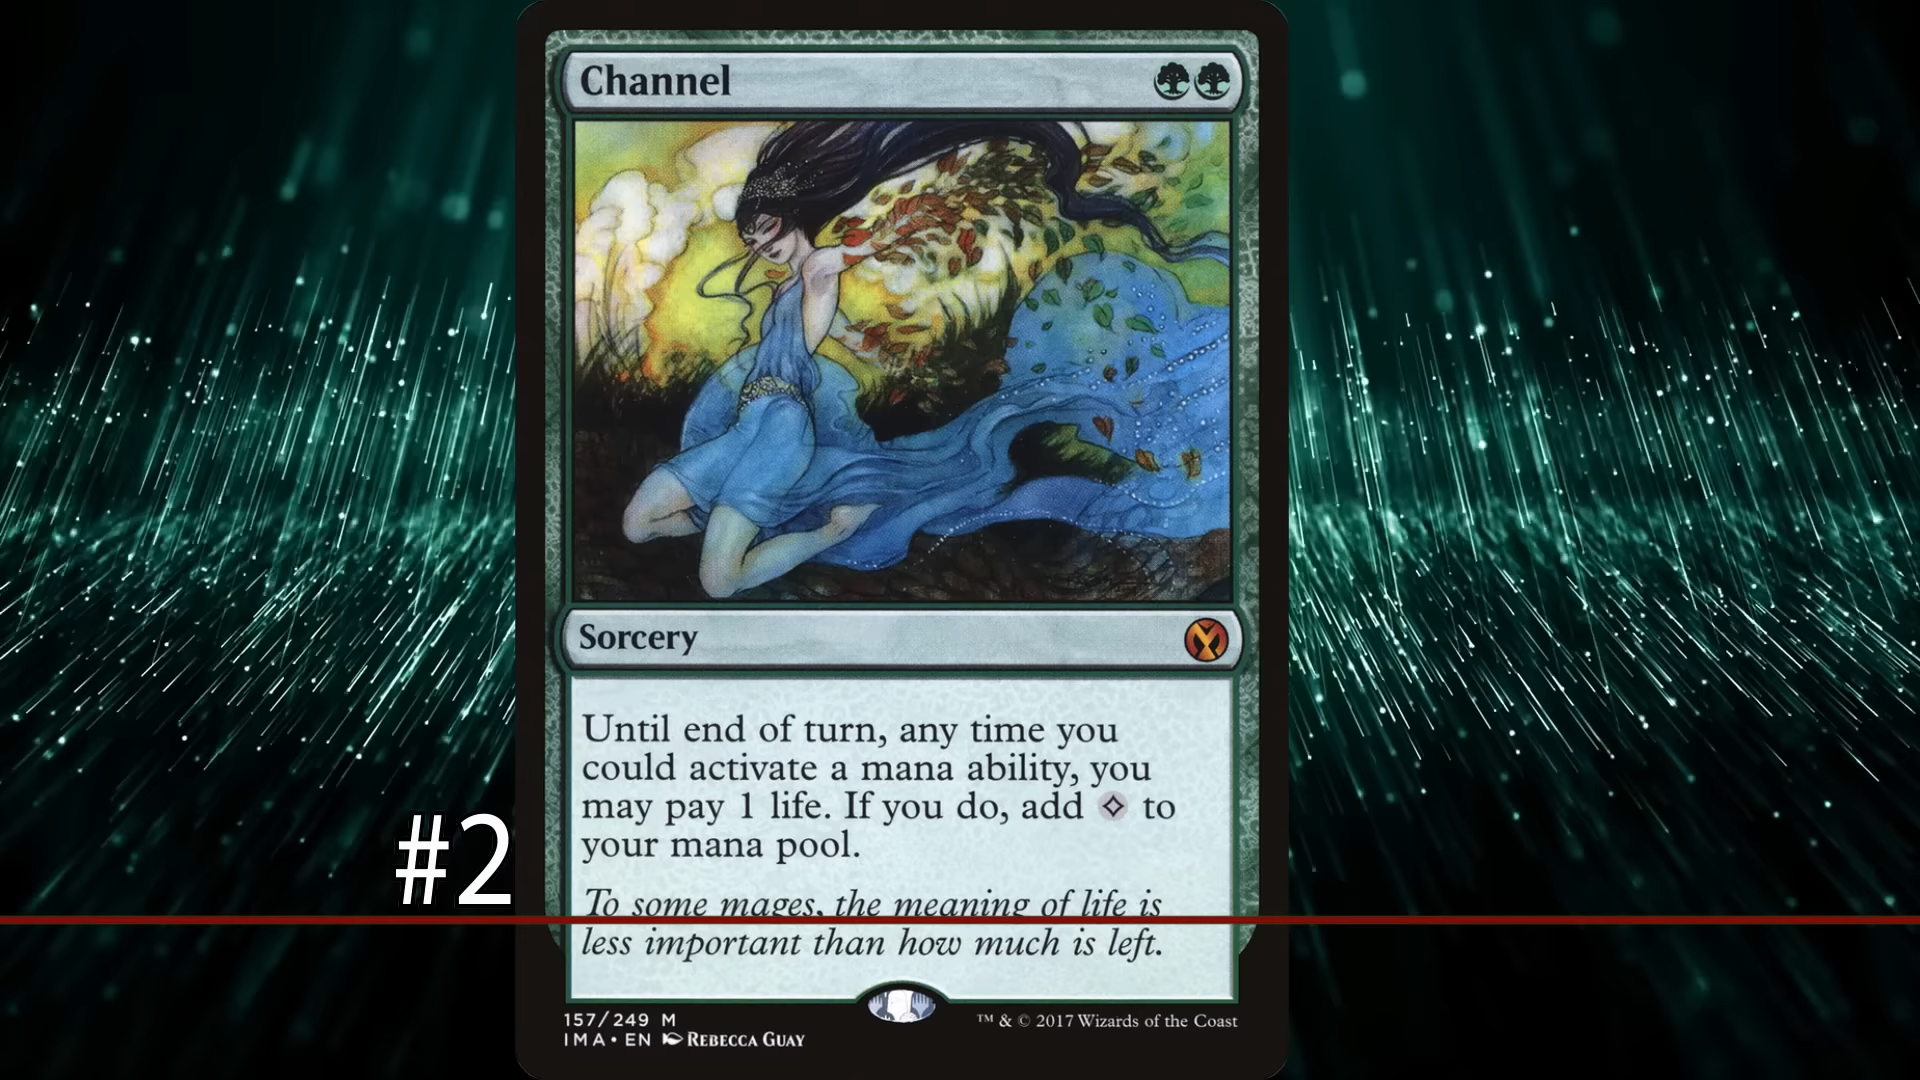 Channel
Sorcery
Until end of turn, any time you
could activate a mana ability, you
may pay 1 life. If you do, add to
your mana pool.
To some mages, the meaning of life is
less important than how much is left.
#2
157/249 M
IMA • EN REBECCA GUAY
™ & © 2017 Wizards of the Coast